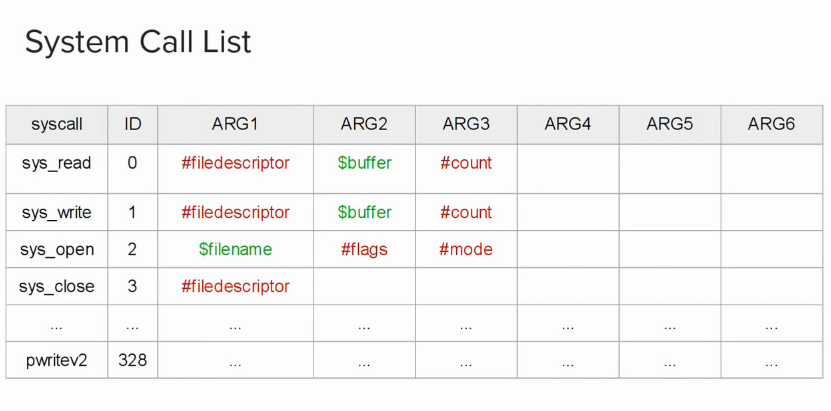 System Call List
syscall ID ARG1 ARG2 ARG3 ARG4 ARG5 ARG6
sys_read 0 #filedescriptor $buffer #count
sys_write 1 #filedescriptor $buffer #count
sys_open 2 $filename #flags #mode
sys_close 3 #filedescriptor
... ... ... ... ... ... ... ...
pwritev2 328 ... ... ... ... ... ...